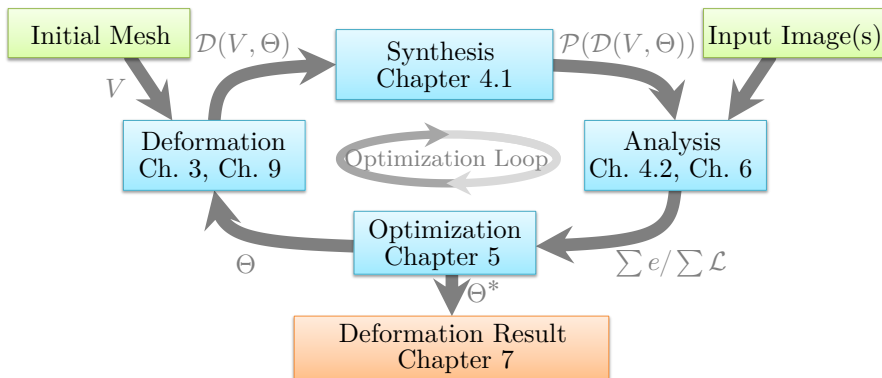 Initial Mesh
𝒟(V, Θ)
Synthesis
Chapter 4.1
𝒫(𝒟(V, Θ))
Input Image(s)
V
Deformation
Ch. 3, Ch. 9
Optimization Loop
Analysis
Ch. 4.2, Ch. 6
Optimization
Chapter 5
Θ
∑ e/ ∑ ℒ
Θ*
Deformation Result
Chapter 7